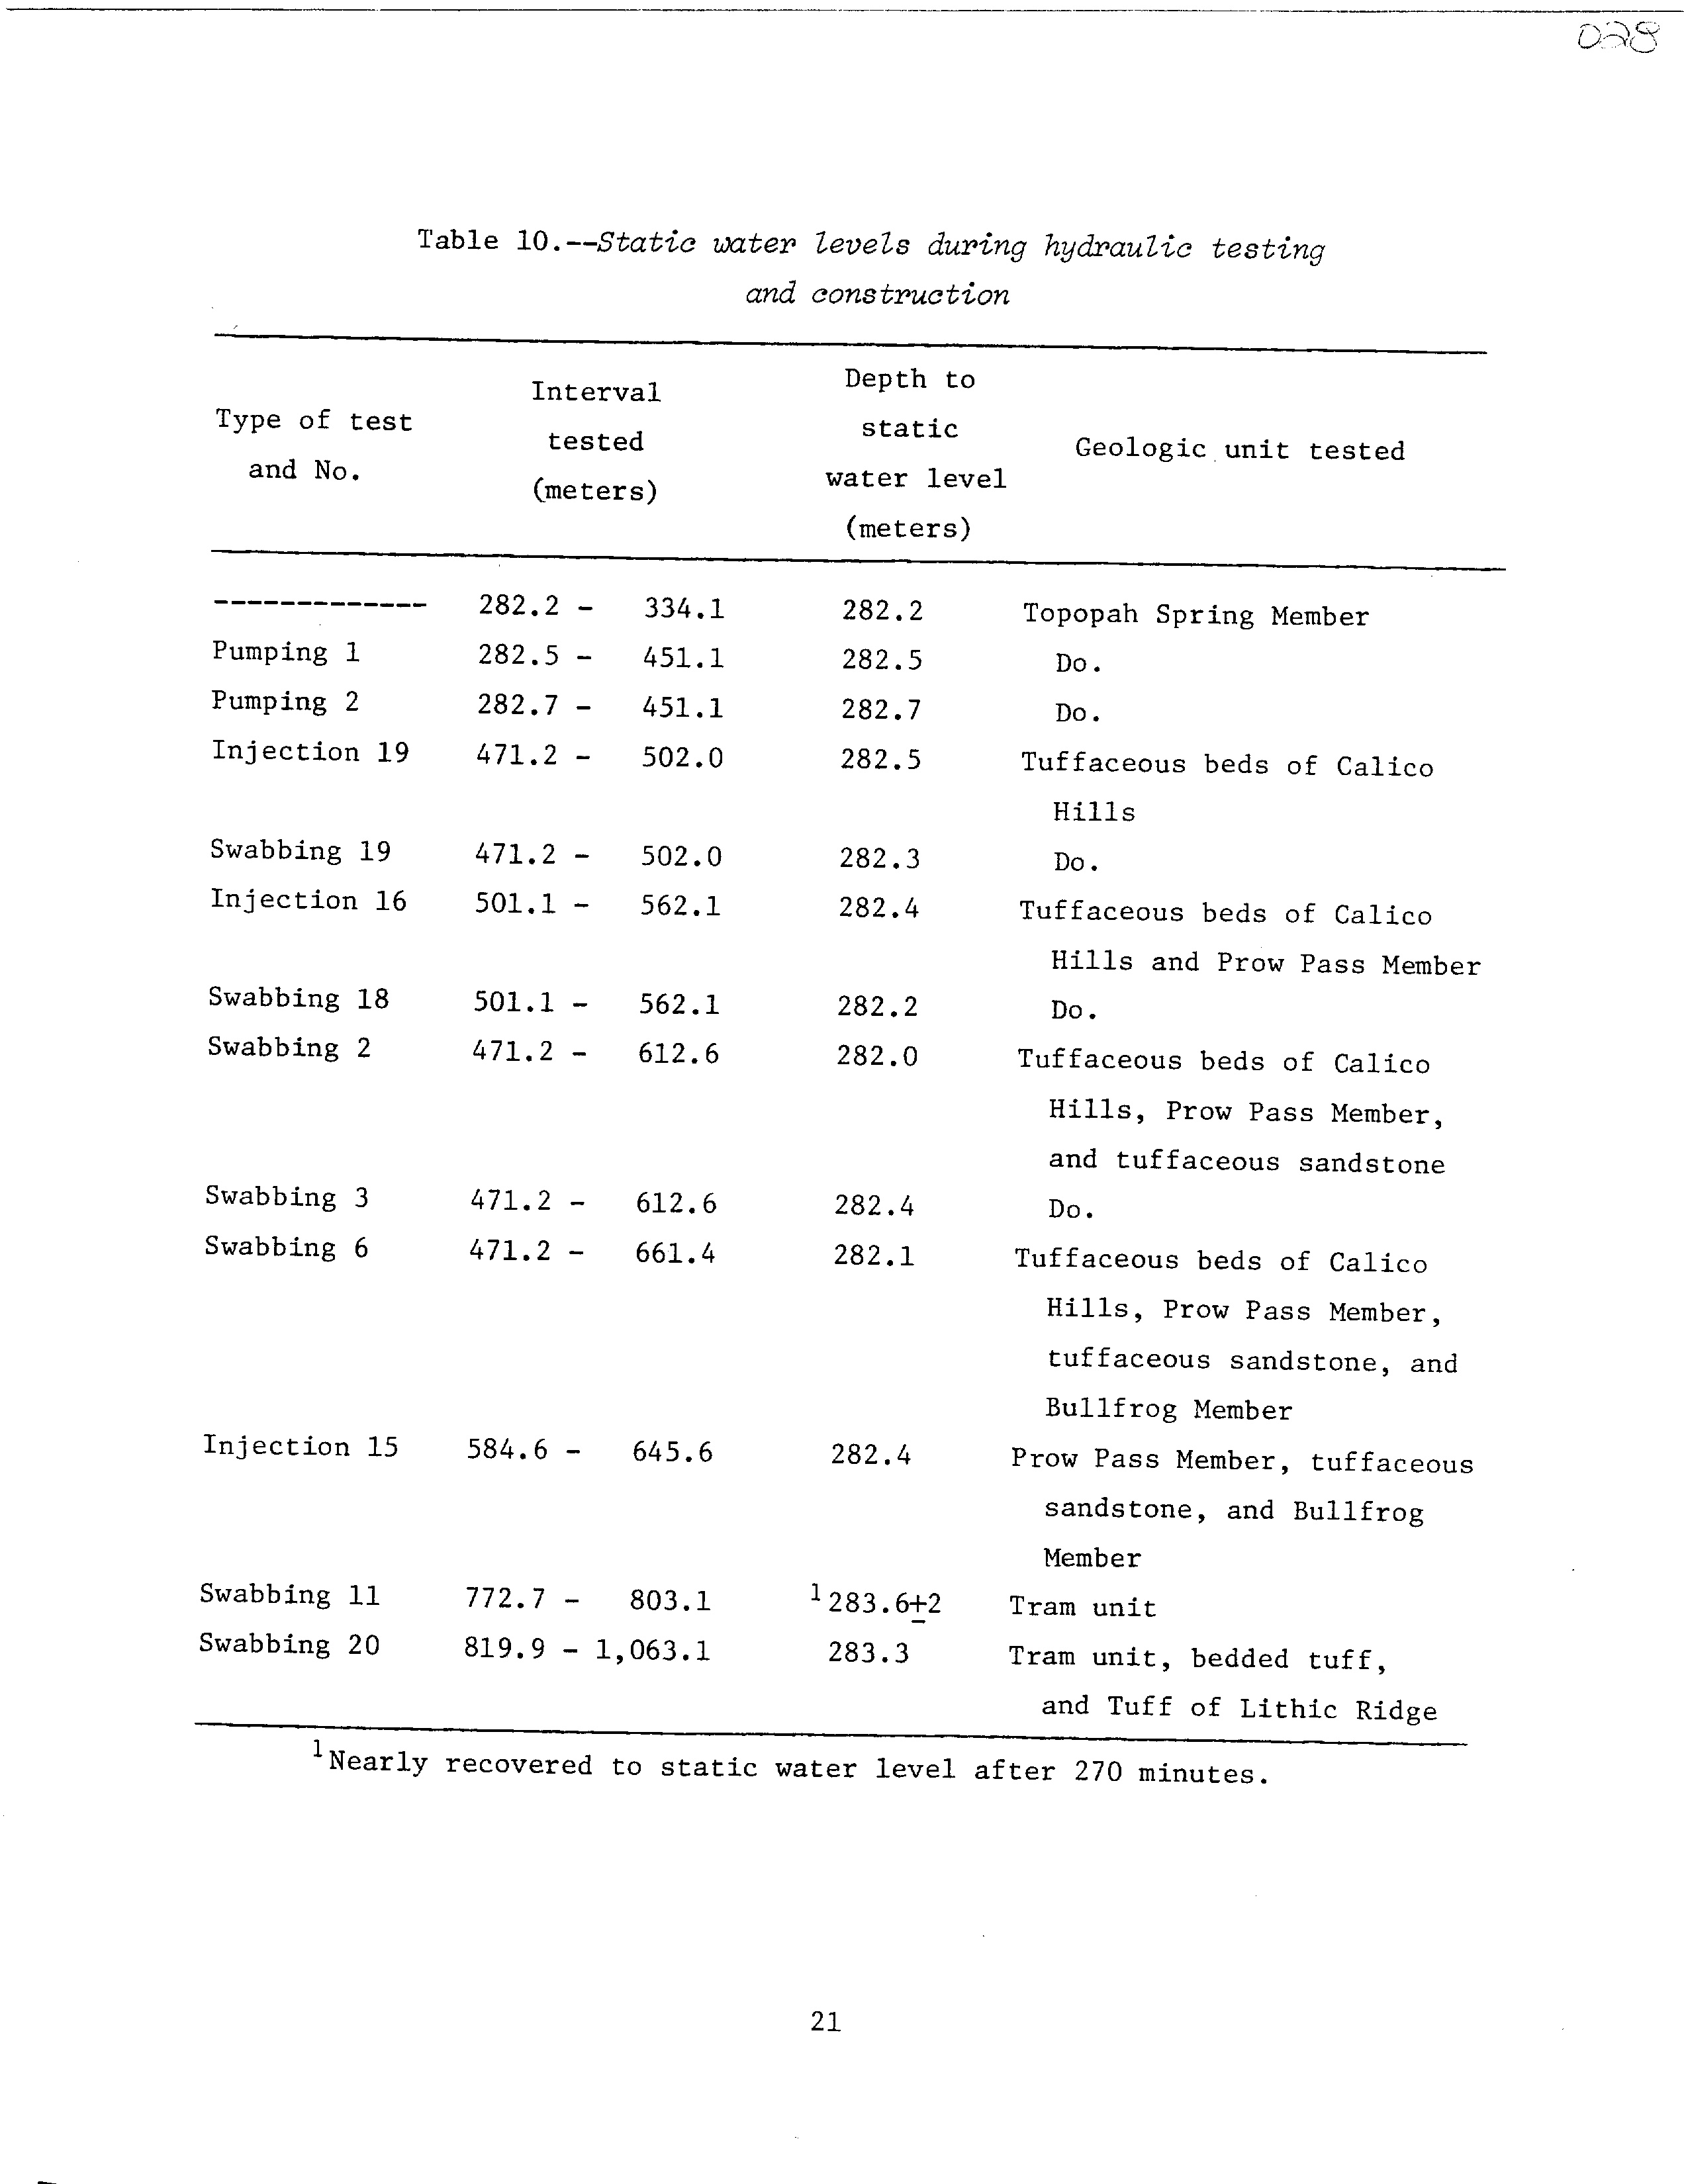 028
Table 10.--Static water levels during hydraulic testing
and construction
Type of test
and No.
Interval
tested
(meters)
Depth to
static
water level
(meters)
Geologic unit tested
------------- 282.2 - 334.1 282.2 Topopah Spring Member
Pumping 1 282.5 - 451.1 282.5 Do.
Pumping 2 282.7 - 451.1 282.7 Do.
Injection 19 471.2 - 502.0 282.5 Tuffaceous beds of Calico
Hills
Swabbing 19 471.2 - 502.0 282.3 Do.
Injection 16 501.1 - 562.1 282.4 Tuffaceous beds of Calico
Hills and Prow Pass Member
Swabbing 18 501.1 - 562.1 282.2 Do.
Swabbing 2 471.2 - 612.6 282.0 Tuffaceous beds of Calico
Hills, Prow Pass Member,
and tuffaceous sandstone
Swabbing 3 471.2 - 612.6 282.4 Do.
Swabbing 6 471.2 - 661.4 282.1 Tuffaceous beds of Calico
Hills, Prow Pass Member,
tuffaceous sandstone, and
Bullfrog Member
Injection 15 584.6 - 645.6 282.4 Prow Pass Member, tuffaceous
sandstone, and Bullfrog
Member
Swabbing 11 772.7 - 803.1 ¹283.6±2 Tram unit
Swabbing 20 819.9 - 1,063.1 283.3 Tram unit, bedded tuff,
and Tuff of Lithic Ridge
¹Nearly recovered to static water level after 270 minutes.
21